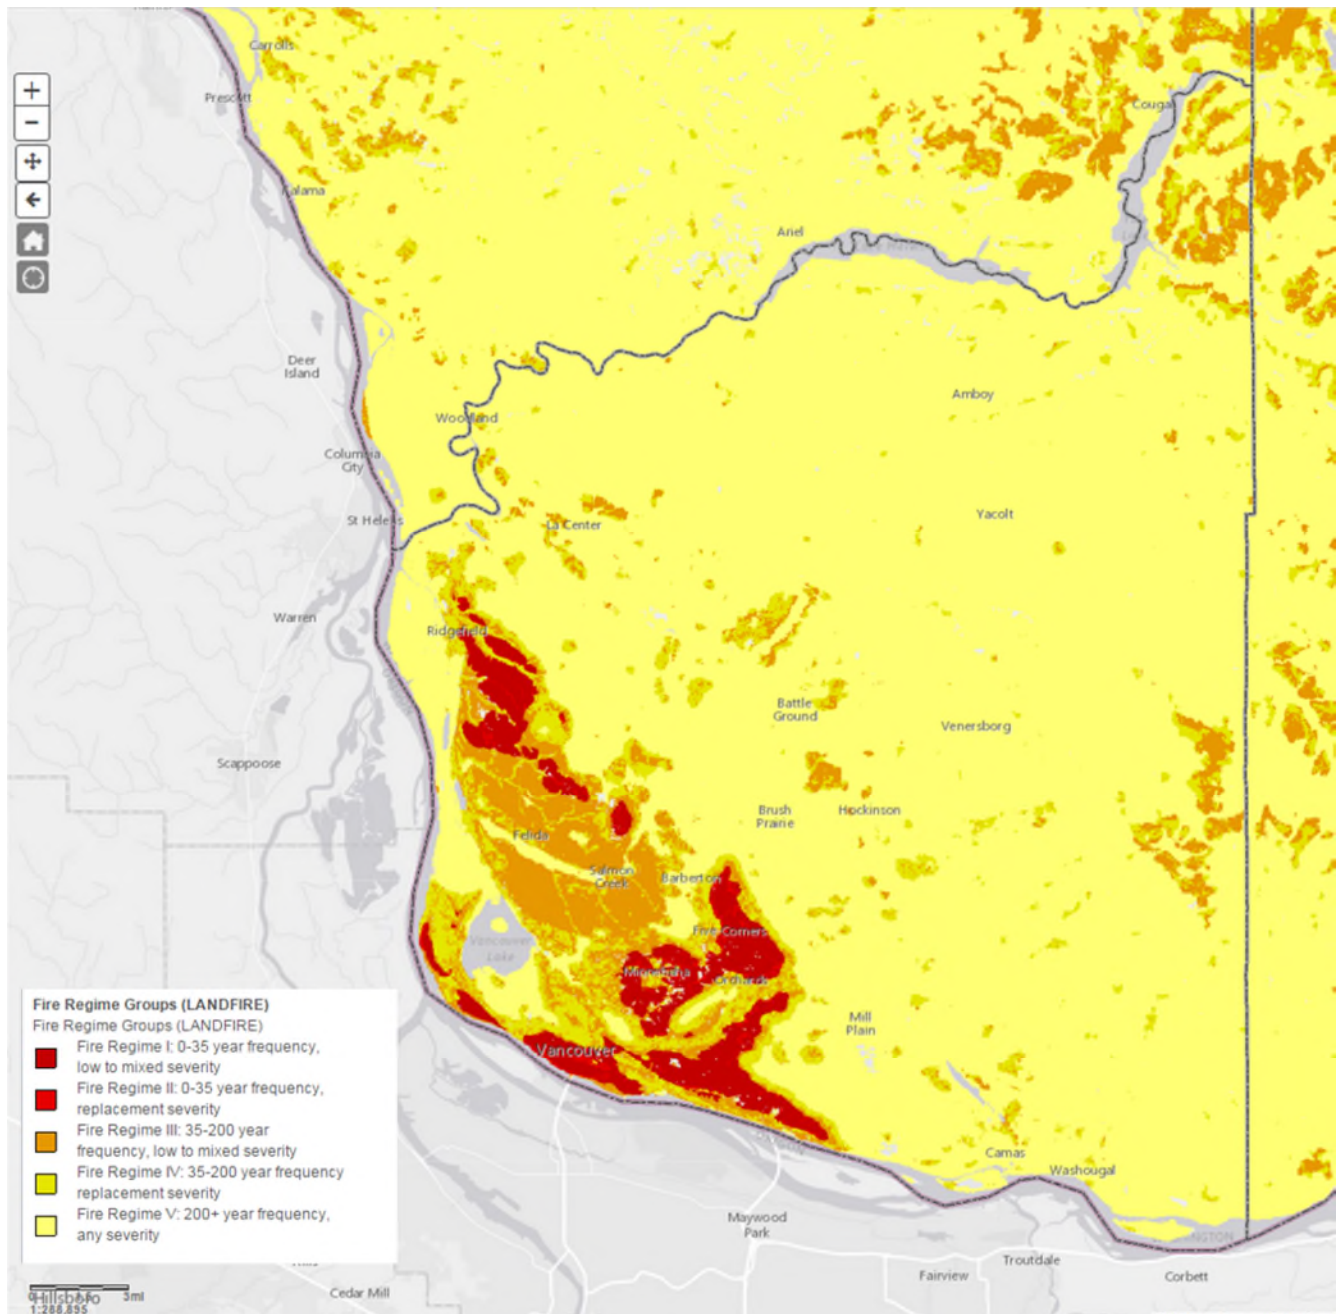 Carrolls
+
Prescott
Couga
−
Kalama
Ariel
Deer
Island
Amboy
Woodland
Columbia
City
Yacolt
St Helens
La Center
Warren
Ridgefield
Battle
Ground
Venersborg
Scappoose
Brush
Prairie
Hockinson
Felida
Salmon
Creek
Barberton
Five Corners
Vancouver
Lake
Minnehaha
Orchards
Fire Regime Groups (LANDFIRE)
Fire Regime Groups (LANDFIRE)
Fire Regime I: 0-35 year frequency,
low to mixed severity
Fire Regime II: 0-35 year frequency,
replacement severity
Fire Regime III: 35-200 year
frequency, low to mixed severity
Fire Regime IV: 35-200 year frequency
replacement severity
Fire Regime V: 200+ year frequency,
any severity
Mill
Plain
Vancouver
Camas
Washougal
Maywood
Park
Troutdale
Fairview
Corbett
Cedar Mill
Hillsboro
3mi
1:288,895